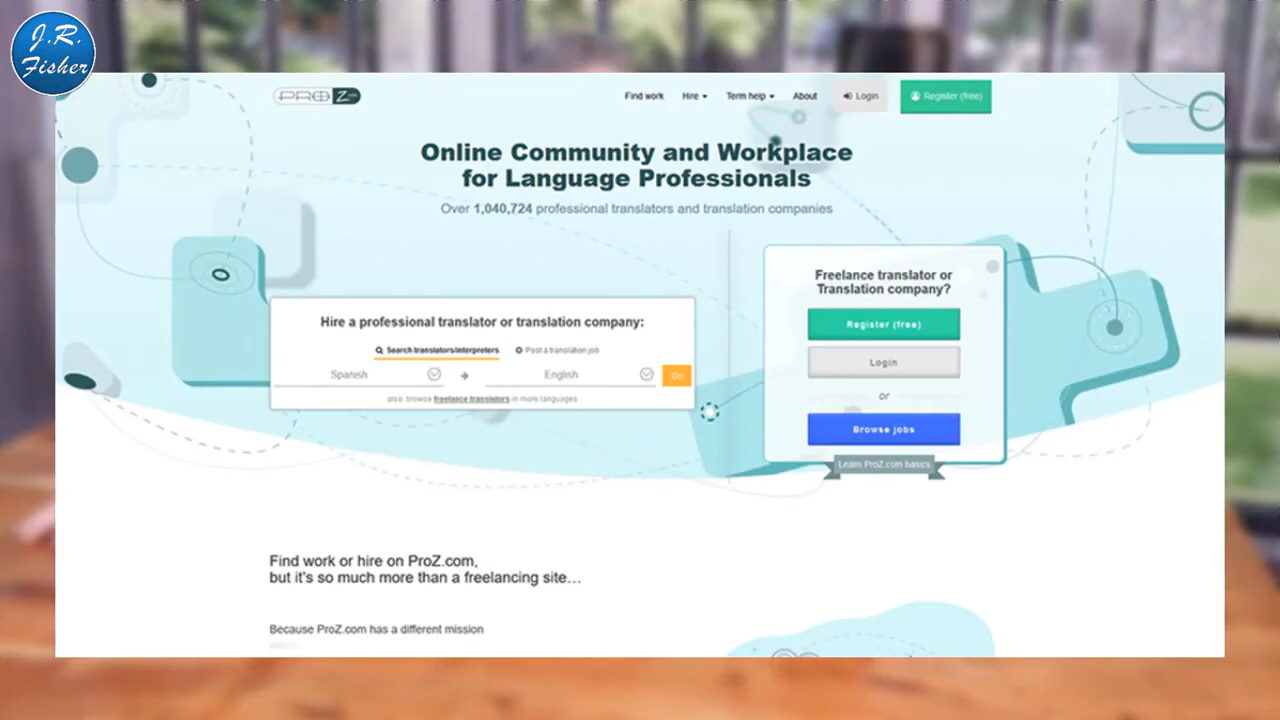 J.R.
Fisher
PROZ.com
Find work
Hire
Term help
About
Login
Register (free)
Online Community and Workplace
for Language Professionals
Over 1,040,724 professional translators and translation companies
Hire a professional translator or translation company:
Search translators/interpreters
Post a translation job
Spanish
English
Go
also: browse freelance translators in more languages
Freelance translator or
Translation company?
Register (free)
Login
or
Browse jobs
Learn ProZ.com basics
Find work or hire on ProZ.com,
but it's so much more than a freelancing site…
Because ProZ.com has a different mission